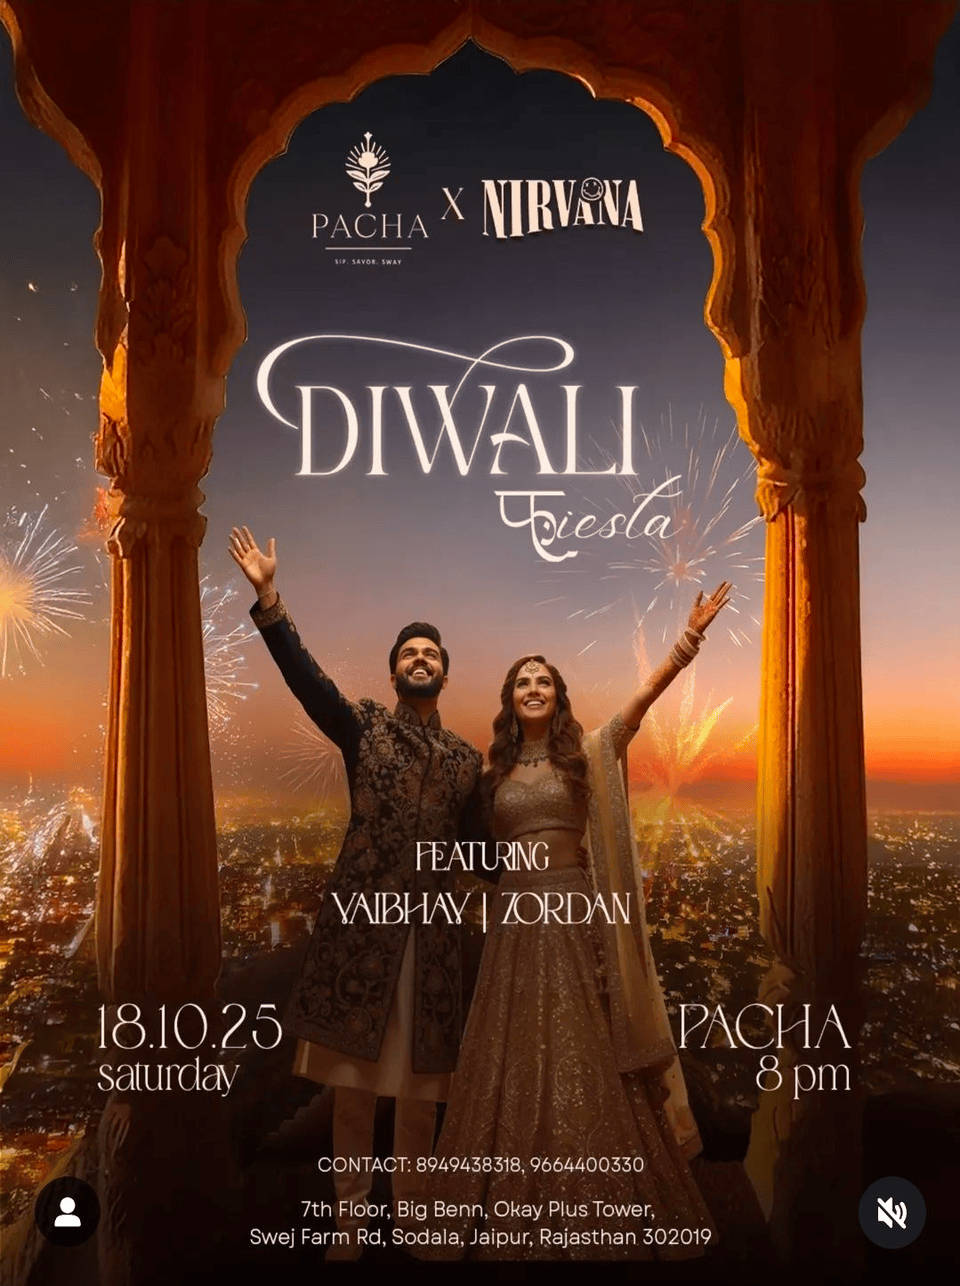 PACHA X NIRVANA
SIP. SAVOR. SWAY
DIWALI
फ़iesta
FEATURING
VAIBHAV | ZORDAN
18.10.25
saturday
PACHA
8 pm
CONTACT: 8949438318, 9664400330
7th Floor, Big Benn, Okay Plus Tower,
Swej Farm Rd, Sodala, Jaipur, Rajasthan 302019